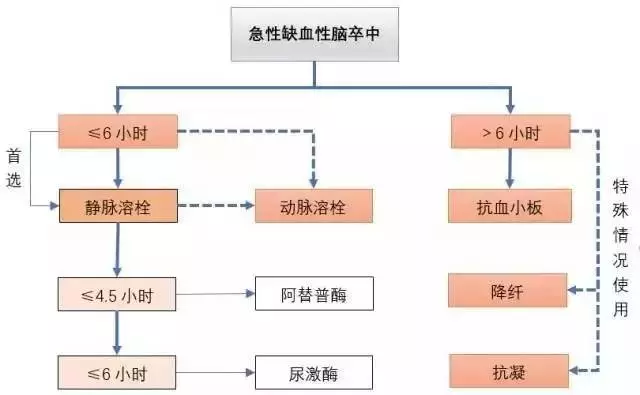 急性缺血性脑卒中
≤6 小时
>6 小时
首选
静脉溶栓
动脉溶栓
抗血小板
特殊情况使用
≤4.5 小时
阿替普酶
降纤
≤6 小时
尿激酶
抗凝